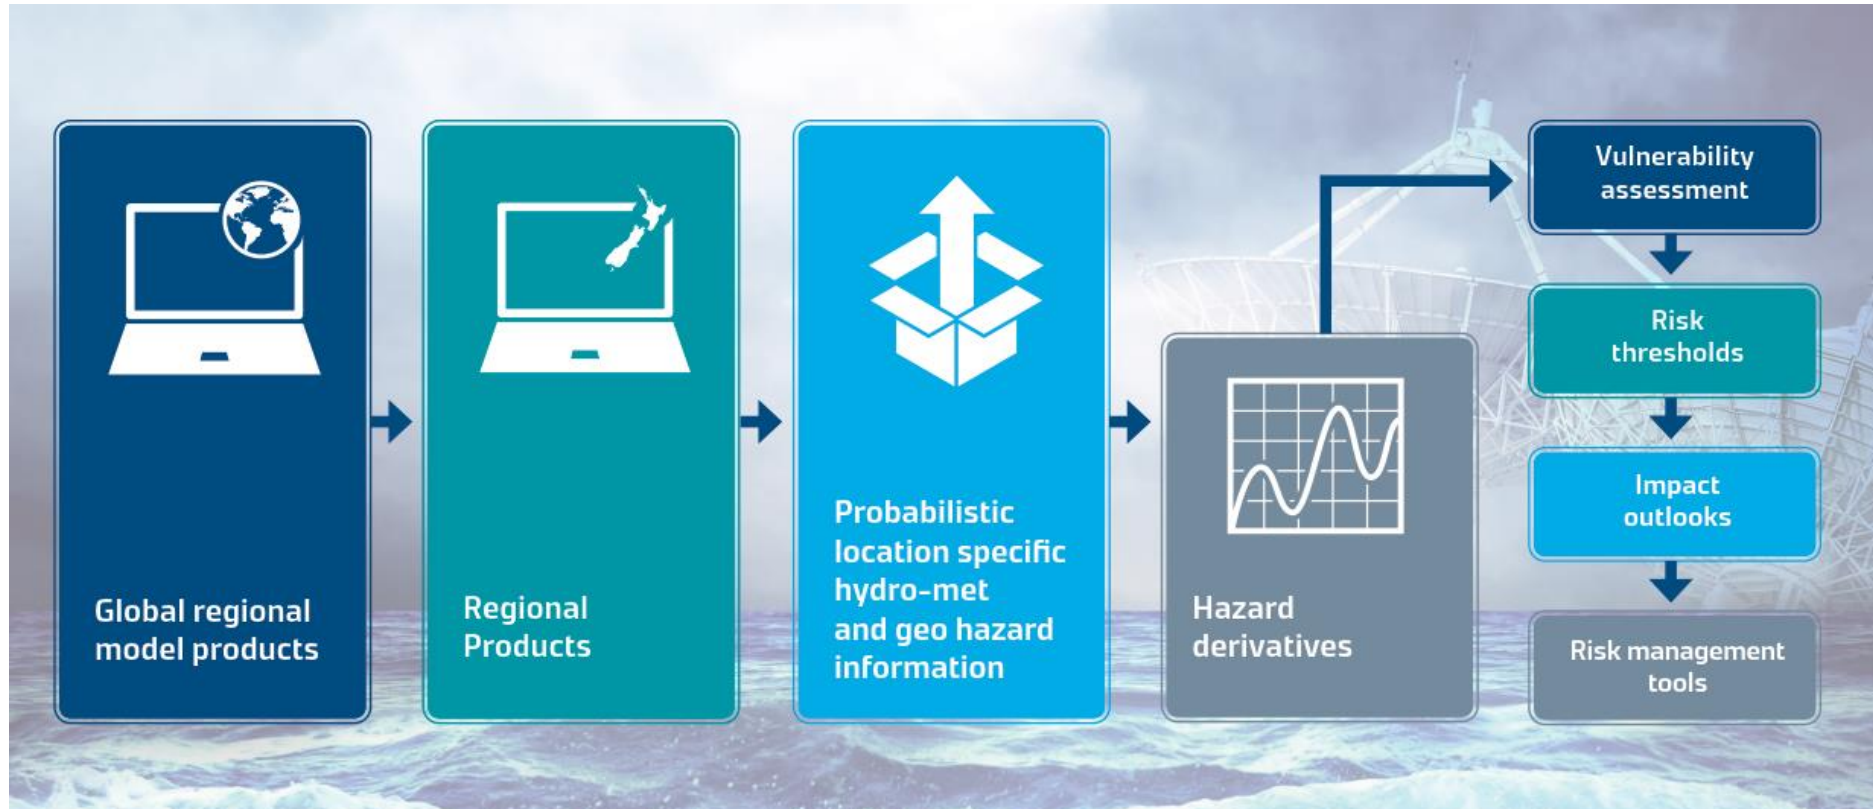 Global regional
model products
Regional
Products
Probabilistic
location specific
hydro-met
and geo hazard
information
Hazard
derivatives
Vulnerability
assessment
Risk
thresholds
Impact
outlooks
Risk management
tools